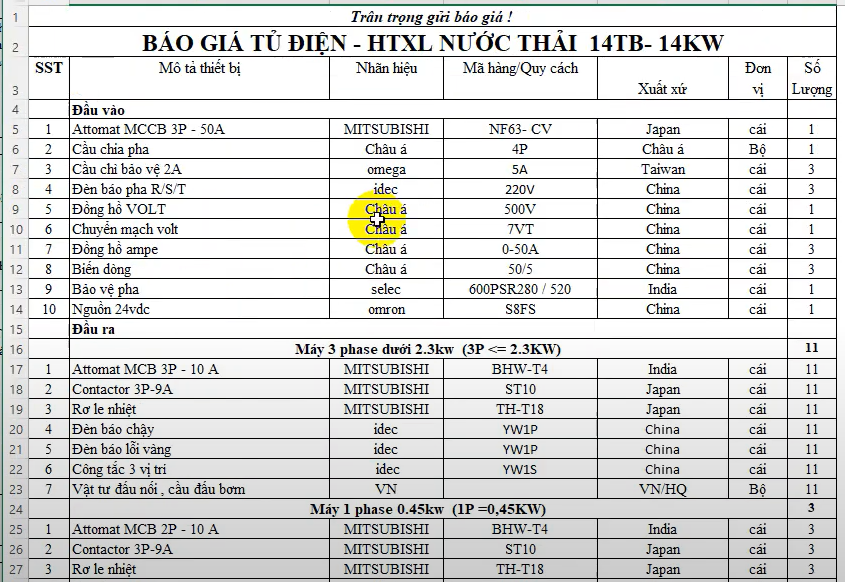 1 Trân trọng gửi báo giá !
2 BÁO GIÁ TỦ ĐIỆN - HTXL NƯỚC THẢI 14TB- 14KW
3 SST Mô tả thiết bị Nhãn hiệu Mã hàng/Quy cách Xuất xứ Đơn vị Số Lượng
4 Đầu vào
5 1 Attomat MCCB 3P - 50A MITSUBISHI NF63- CV Japan cái 1
6 2 Cầu chia pha Châu á 4P Châu á Bộ 1
7 3 Cầu chì bảo vệ 2A omega 5A Taiwan cái 3
8 4 Đèn báo pha R/S/T idec 220V China cái 3
9 5 Đồng hồ VOLT Châu á 500V China cái 1
10 6 Chuyển mạch volt Châu á 7VT China cái 1
11 7 Đồng hồ ampe Châu á 0-50A China cái 3
12 8 Biến dòng Châu á 50/5 China cái 3
13 9 Bảo vệ pha selec 600PSR280 / 520 India cái 1
14 10 Nguồn 24vdc omron S8FS China cái 1
15 Đầu ra
16 Máy 3 phase dưới 2.3kw (3P <= 2.3KW) 11
17 1 Attomat MCB 3P - 10 A MITSUBISHI BHW-T4 India cái 11
18 2 Contactor 3P-9A MITSUBISHI ST10 Japan cái 11
19 3 Rơ le nhiệt MITSUBISHI TH-T18 Japan cái 11
20 4 Đèn báo chạy idec YW1P China cái 11
21 5 Đèn báo lỗi vàng idec YW1P China cái 11
22 6 Công tắc 3 vị trí idec YW1S China cái 11
23 7 Vật tư đấu nối , cầu đấu bơm VN VN/HQ Bộ 11
24 Máy 1 phase 0.45kw (1P =0,45KW) 3
25 1 Attomat MCB 2P - 10 A MITSUBISHI BHW-T4 India cái 3
26 2 Contactor 3P-9A MITSUBISHI ST10 Japan cái 3
27 3 Rơ le nhiệt MITSUBISHI TH-T18 Japan cái 3